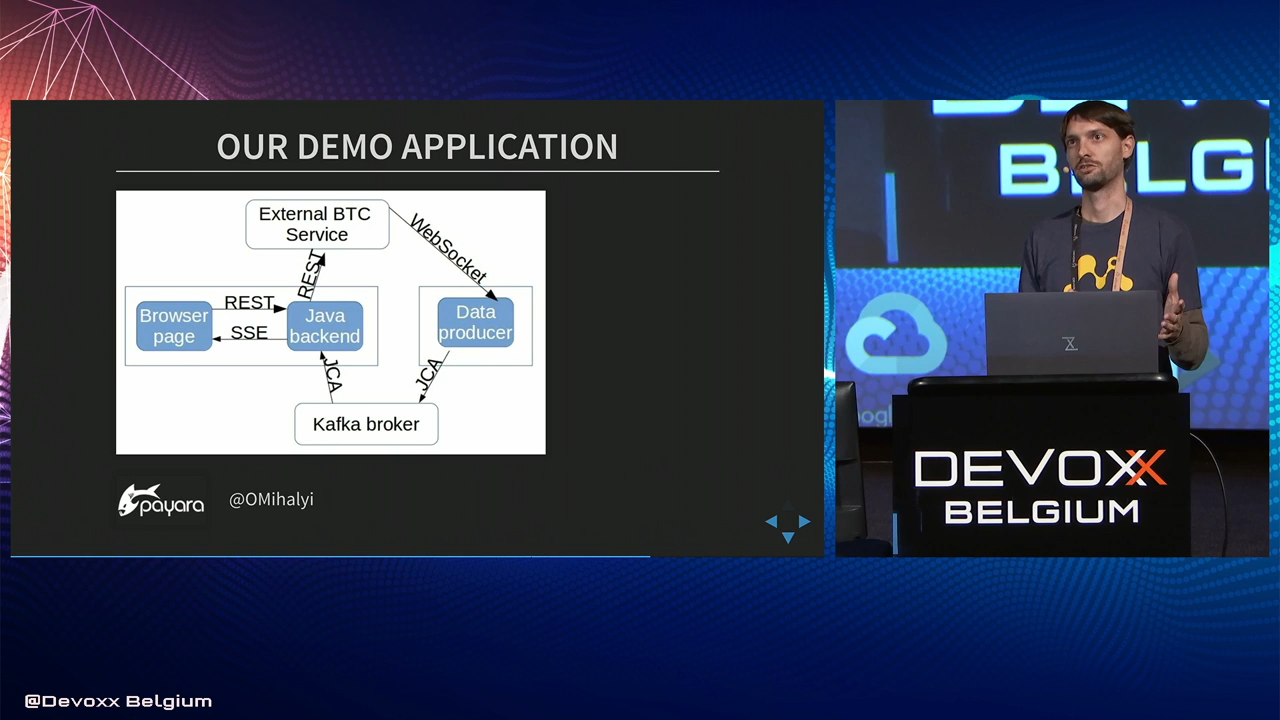 OUR DEMO APPLICATION
External BTC
Service
WebSocket
REST
REST
SSE
Browser
page
Java
backend
Data
producer
JCA
JCA
Kafka broker
payara
@OMihalyi
BELG
DEVOXX
BELGIUM
@Devoxx Belgium